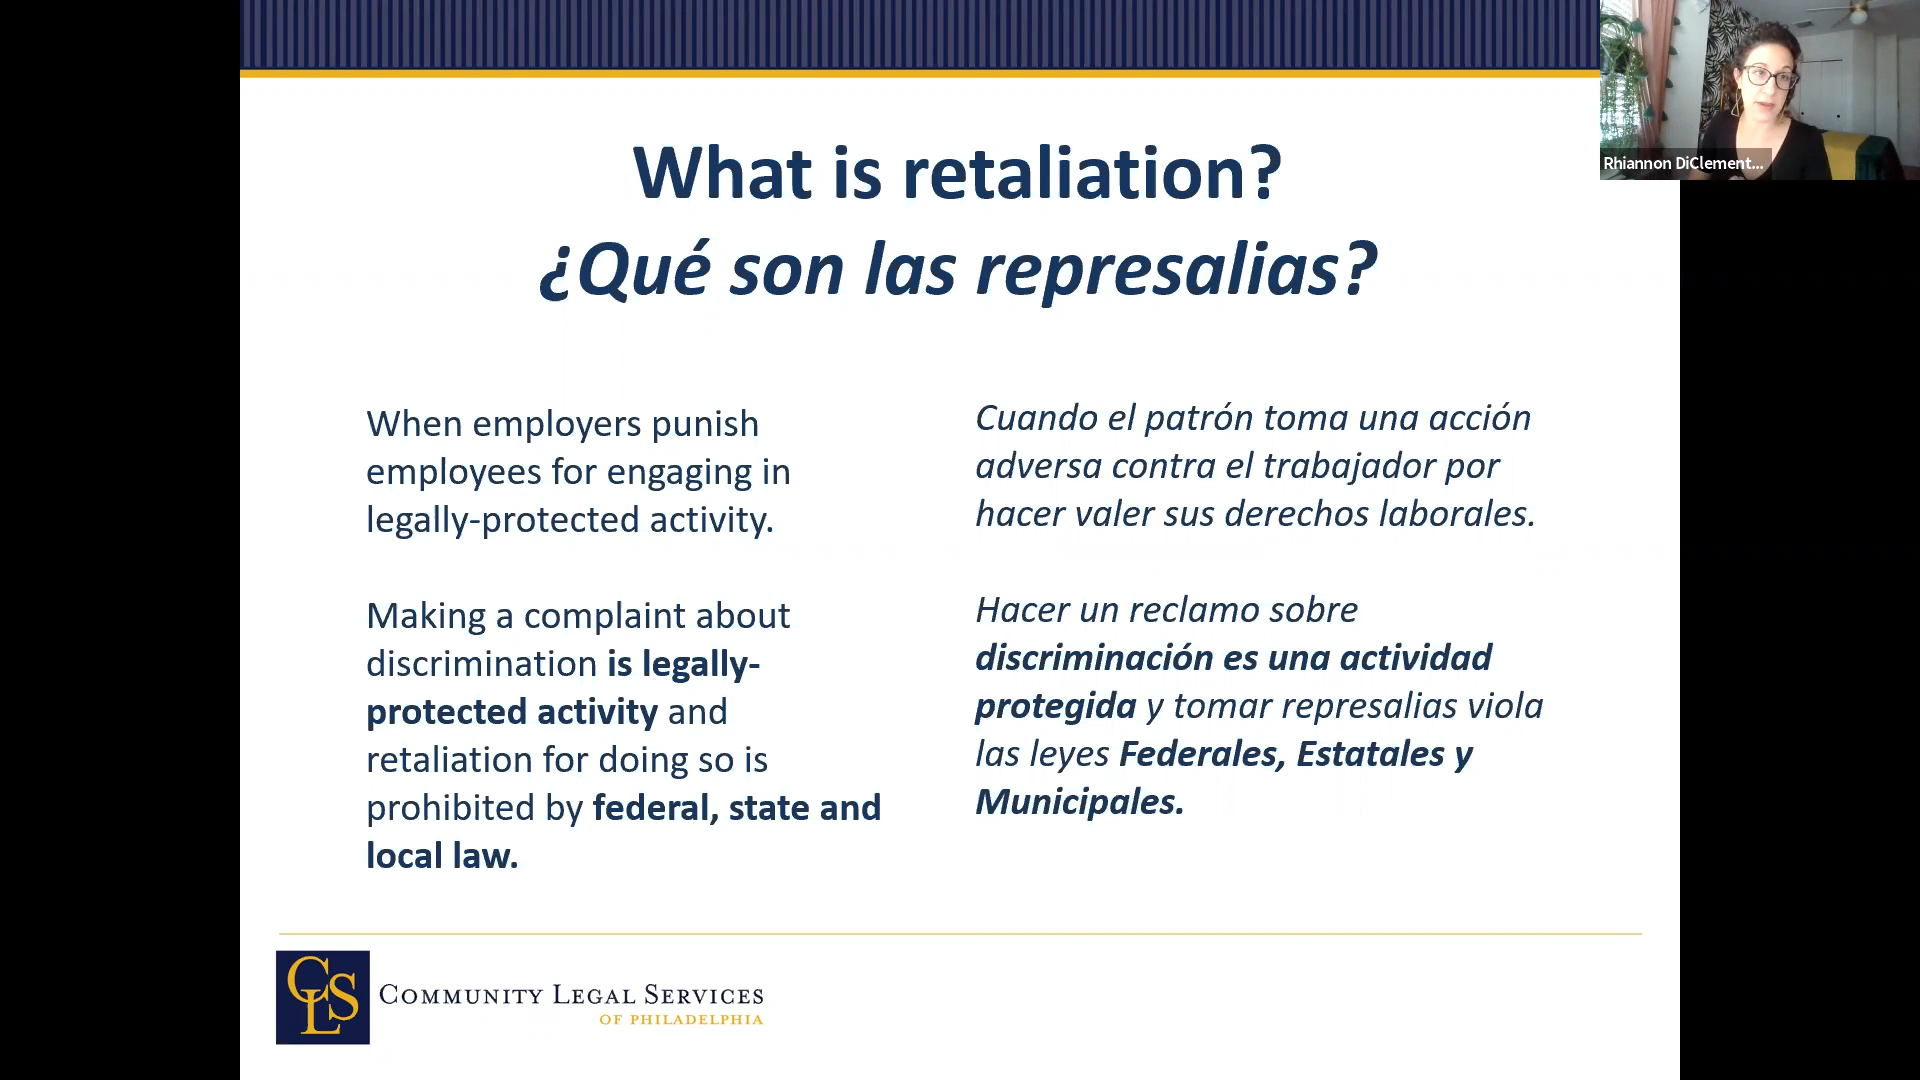 What is retaliation?
¿Qué son las represalias?
Rhiannon DiClement...
When employers punish
employees for engaging in
legally-protected activity.
Making a complaint about
discrimination is legally-
protected activity and
retaliation for doing so is
prohibited by federal, state and
local law.
Cuando el patrón toma una acción
adversa contra el trabajador por
hacer valer sus derechos laborales.
Hacer un reclamo sobre
discriminación es una actividad
protegida y tomar represalias viola
las leyes Federales, Estatales y
Municipales.
CLS
COMMUNITY LEGAL SERVICES
OF PHILADELPHIA